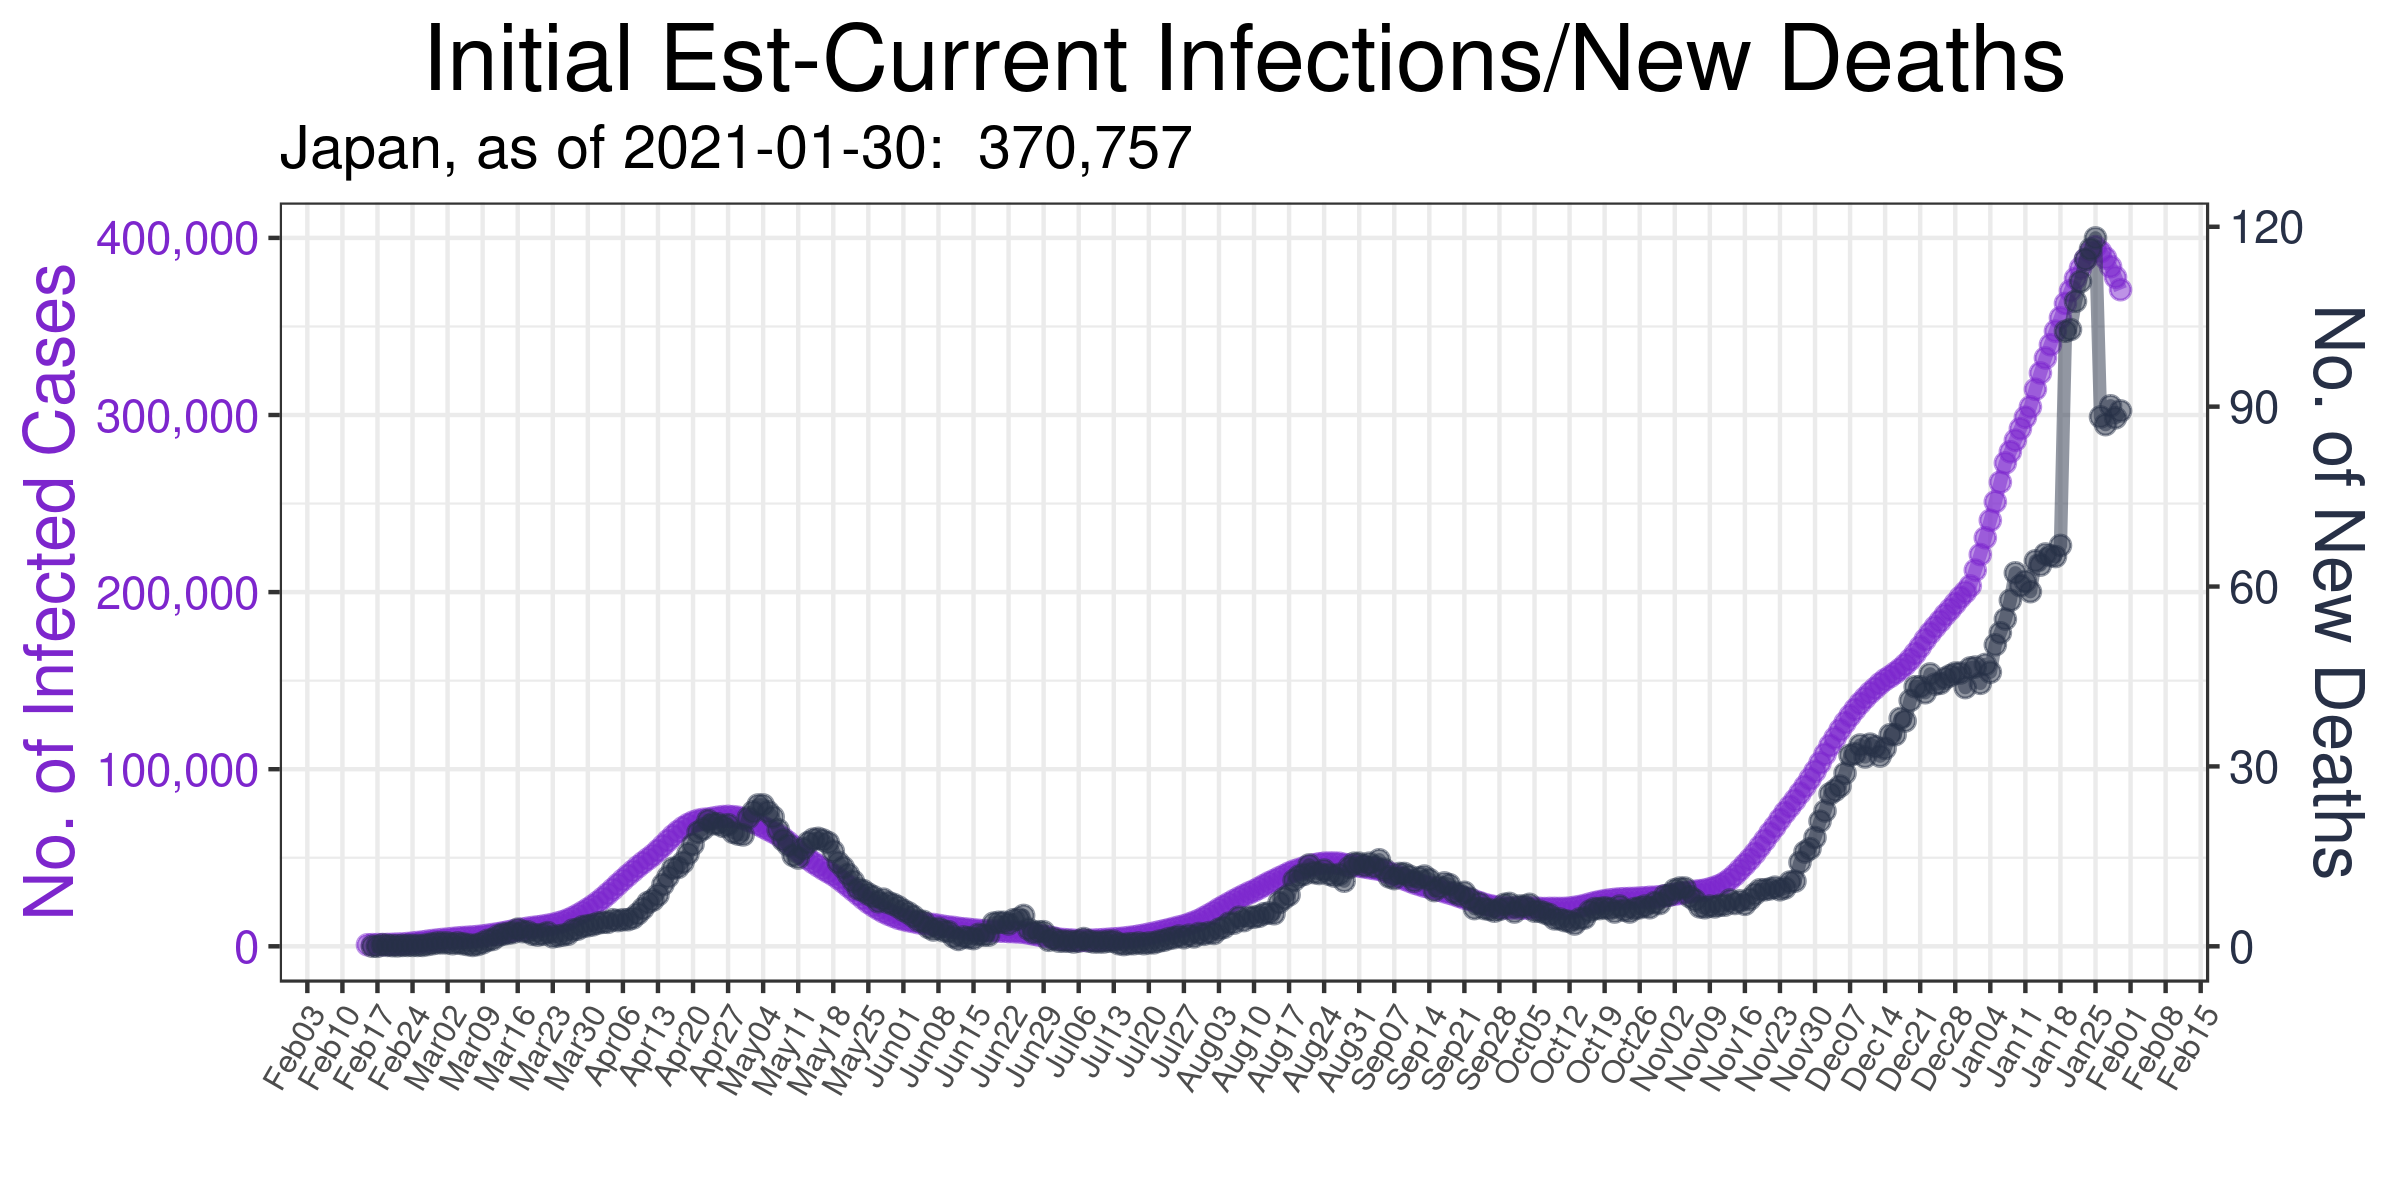 Initial Est-Current Infections/New Deaths
Japan, as of 2021-01-30:  370,757
No. of Infected Cases
400,000
300,000
200,000
100,000
0
120
90
60
30
0
No. of New Deaths
Feb03
Feb10
Feb17
Feb24
Mar02
Mar09
Mar16
Mar23
Mar30
Apr06
Apr13
Apr20
Apr27
May04
May11
May18
May25
Jun01
Jun08
Jun15
Jun22
Jun29
Jul06
Jul13
Jul20
Jul27
Aug03
Aug10
Aug17
Aug24
Aug31
Sep07
Sep14
Sep21
Sep28
Oct05
Oct12
Oct19
Oct26
Nov02
Nov09
Nov16
Nov23
Nov30
Nov07
Dec14
Dec21
Dec28
Dec04
Jan11
Jan18
Jan25
Feb01
Feb08
Feb15